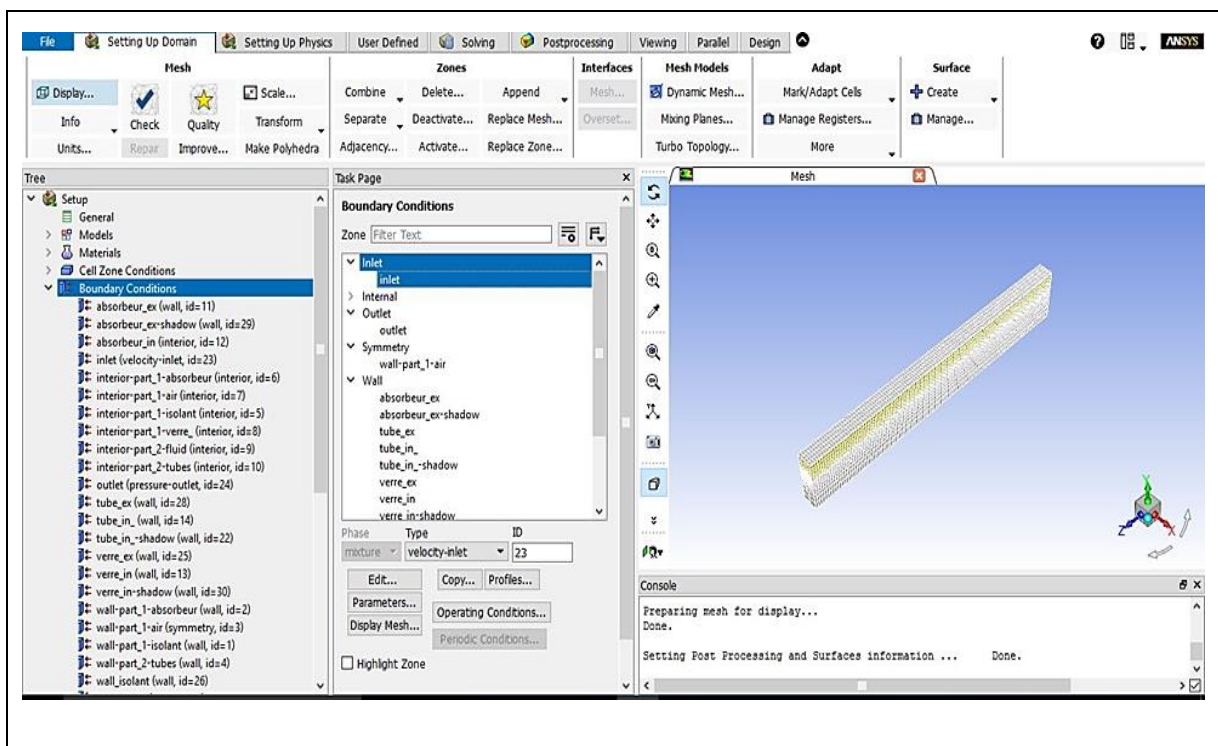 File Setting Up Domain Setting Up Physics User Defined Solving Postprocessing Viewing Parallel Design ? ANSYS
Mesh Zones Interfaces Mesh Models Adapt Surface
Display... Scale... Combine Delete... Append Mesh... Dynamic Mesh... Mark/Adapt Cells Create
Info Check Quality Transform Separate Deactivate... Replace Mesh... Overset... Mixing Planes... Manage Registers... Manage...
Units... Repair Improve... Make Polyhedra Adjacency... Activate... Replace Zone... Turbo Topology... More
Tree
Setup
General
Models
Materials
Cell Zone Conditions
Boundary Conditions
absorbeur_ex (wall, id=11)
absorbeur_ex-shadow (wall, id=29)
absorbeur_in (interior, id=12)
inlet (velocity-inlet, id=23)
interior-part_1-absorbeur (interior, id=6)
interior-part_1-air (interior, id=7)
interior-part_1-isolant (interior, id=5)
interior-part_1-verre_ (interior, id=8)
interior-part_2-fluid (interior, id=9)
interior-part_2-tubes (interior, id=10)
outlet (pressure-outlet, id=24)
tube_ex (wall, id=28)
tube_in_ (wall, id=14)
tube_in_-shadow (wall, id=22)
verre_ex (wall, id=25)
verre_in (wall, id=13)
verre_in-shadow (wall, id=30)
wall-part_1-absorbeur (wall, id=2)
wall-part_1-air (symmetry, id=3)
wall-part_1-isolant (wall, id=1)
wall-part_2-tubes (wall, id=4)
wall_isolant (wall, id=26)
Task Page
Boundary Conditions
Zone Filter Text
Inlet
inlet
Internal
Outlet
outlet
Symmetry
wall-part_1-air
Wall
absorbeur_ex
absorbeur_ex-shadow
tube_ex
tube_in_
tube_in_-shadow
verre_ex
verre_in
verre_in-shadow
Phase Type ID
mixture velocity-inlet 23
Edit... Copy... Profiles...
Parameters... Operating Conditions...
Display Mesh... Periodic Conditions...
Highlight Zone
Mesh
Y
Z X
Console
Preparing mesh for display...
Done.
Setting Post Processing and Surfaces information ... Done.